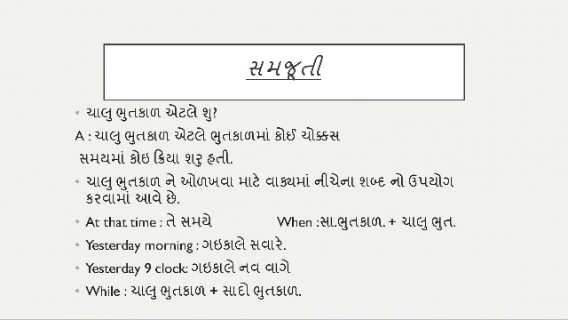 સમજૂતી
• ચાલુ ભુતકાળ એટલે શુ?
A : ચાલુ ભુતકાળ એટલે ભુતકાળમાં કોઈ ચોક્કસ
સમયમાં કોઇ ક્રિયા શરૂ હતી.
• ચાલુ ભુતકાળ ને ઓળખવા માટે વાક્યમાં નીચેના શબ્દ નો ઉપયોગ
કરવામાં આવે છે.
• At that time : તે સમયે When :સા.ભુતકાળ. + ચાલુ ભુત.
• Yesterday morning : ગઇકાલે સવારે.
• Yesterday 9 clock: ગઇકાલે નવ વાગે
• While : ચાલુ ભુતકાળ + સાદો ભુતકાળ.